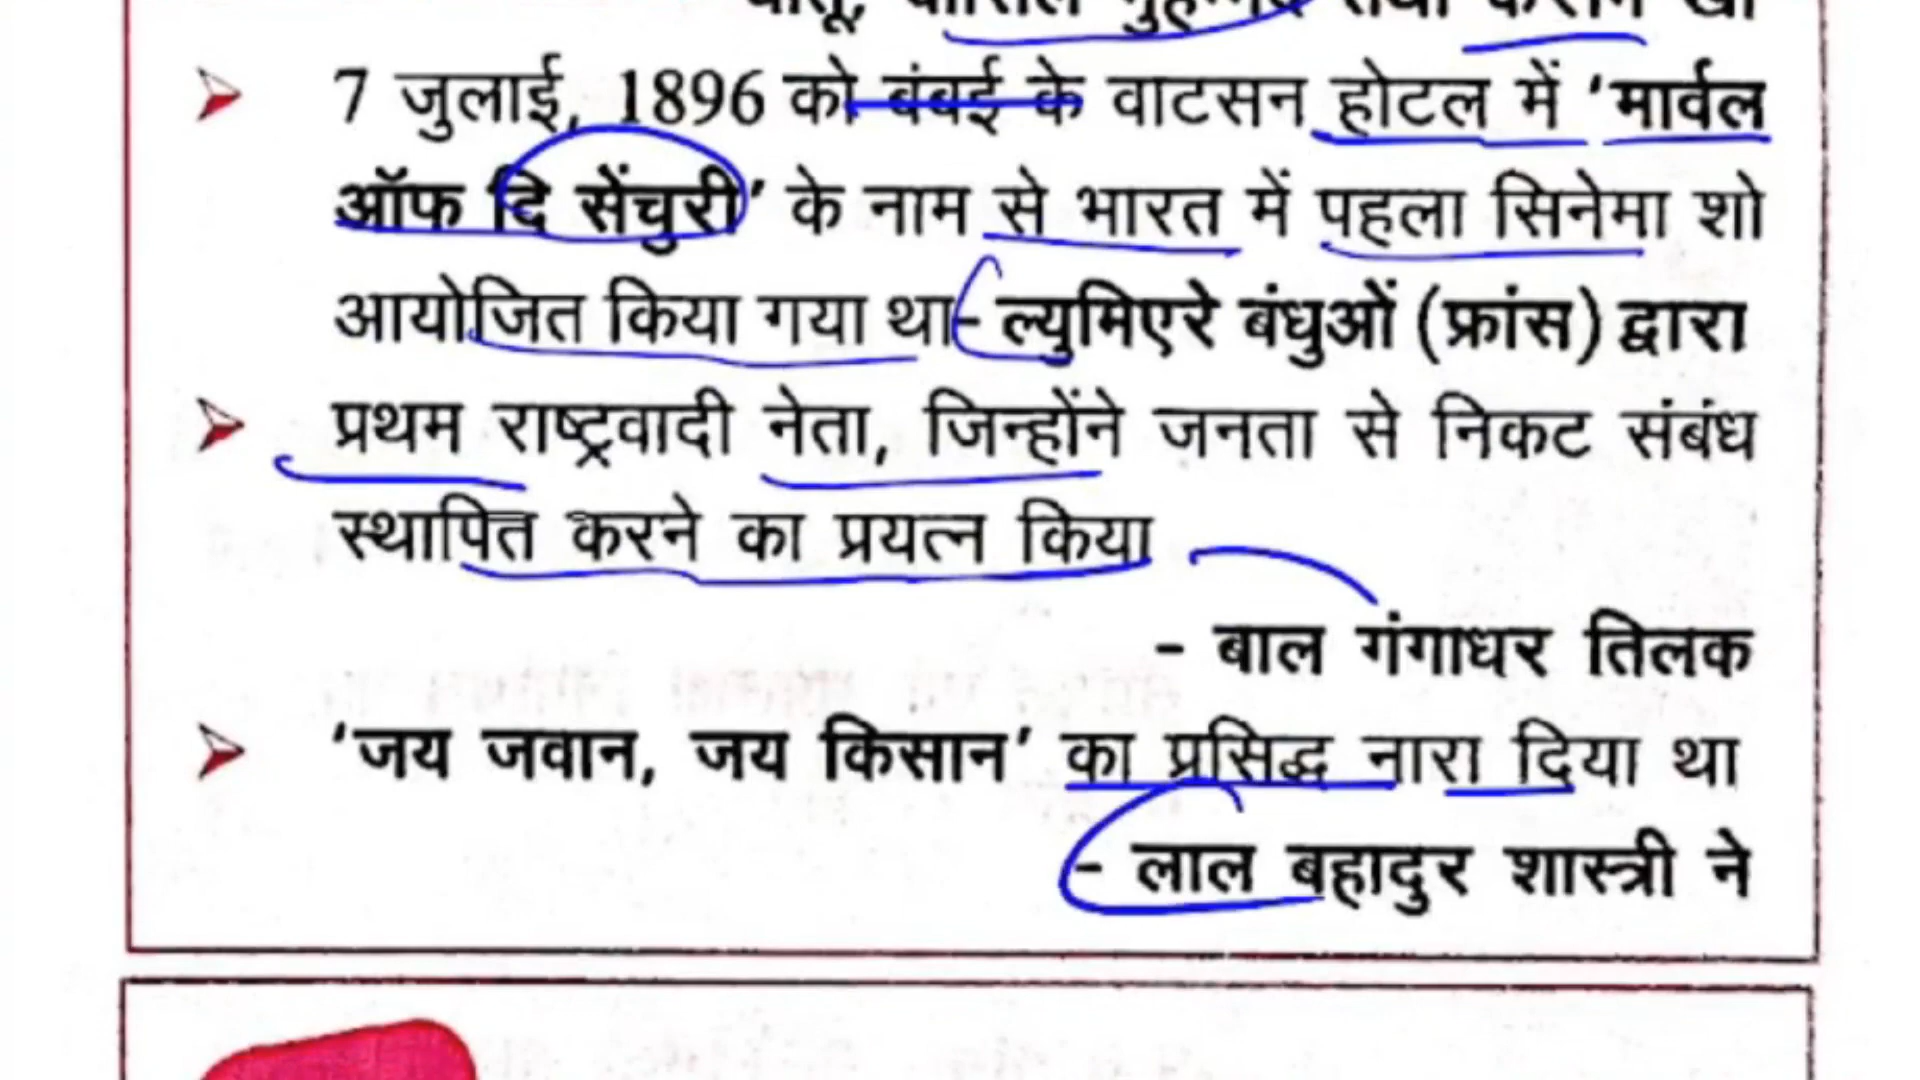 तथा
7 जुलाई, 1896 को बंबई के वाटसन होटल में ‘मार्वल
ऑफ दि सेंचुरी’ के नाम से भारत में पहला सिनेमा शो
आयोजित किया गया था- ल्युमिएरे बंधुओं (फ्रांस) द्वारा
प्रथम राष्ट्रवादी नेता, जिन्होंने जनता से निकट संबंध
स्थापित करने का प्रयत्न किया
- बाल गंगाधर तिलक
‘जय जवान, जय किसान’ का प्रसिद्ध नारा दिया था
- लाल बहादुर शास्त्री ने